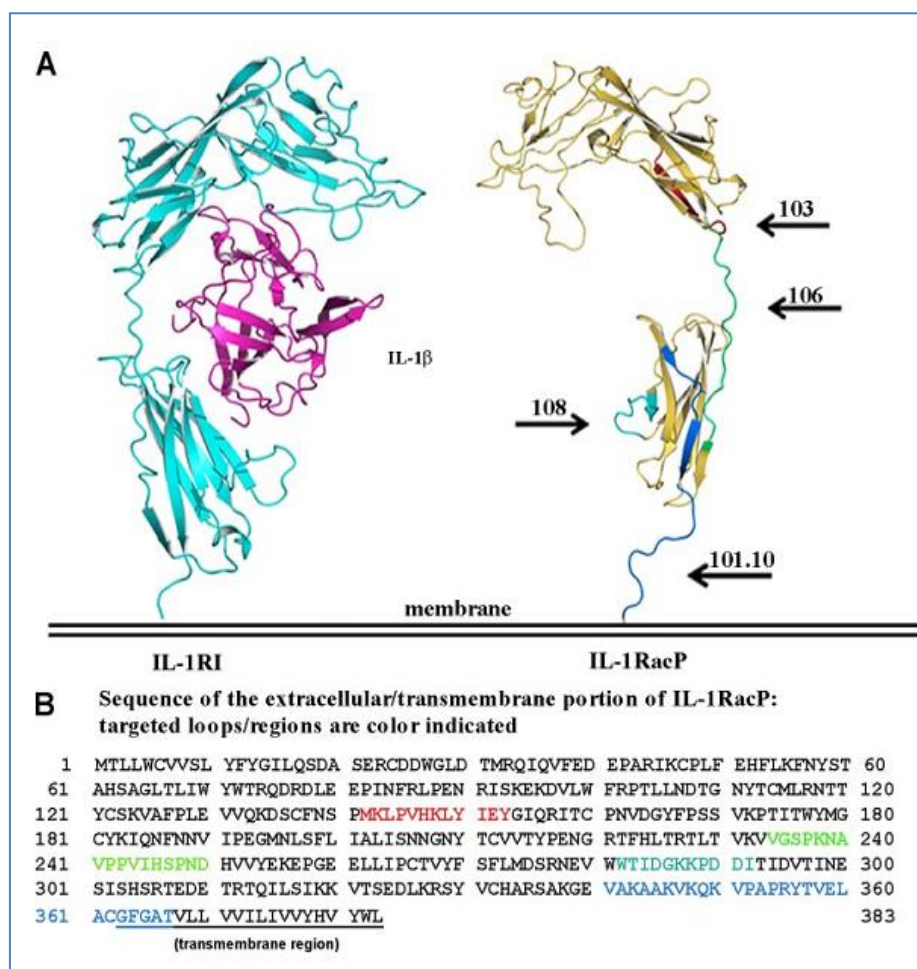 A
103
106
IL-1β
108
101.10
membrane
IL-1RI IL-1RacP
B Sequence of the extracellular/transmembrane portion of IL-1RacP:
targeted loops/regions are color indicated
1 MTLLWCVVSL YFYGILQSDA SERCDDWGLD TMRQIQVFED EPARIKCPLF EHFLKFNYST 60
61 AHSAGLTLIW YWTRQDRDLE EPINFRLPEN RISKEKDVLW FRPTLLNDTG NYTCMLRNTT 120
121 YCSKVAFPLE VVQKDSCFNS PMKLPVHKLY IEYGIQRITC PNVDGYFPSS VKPTITWYMG 180
181 CYKIQNFNNV IPEGMNLSFL IALISNNGNY TCVVTYPENG RTFHLTRTLT VKVVGSPKNA 240
241 VPPVIHSPND HVVYEKEPGE ELLIPCTVYF SFLMDSRNEV WWTIDGKKPD DITIDVTINE 300
301 SISHSRTEDE TRTQILSIKK VTSEDLKRSY VCHARSAKGE VAKAAKVKQK VPAPRYTVEL 360
361 ACGFGATVLL VVILIVVYHV YWL 383
(transmembrane region)